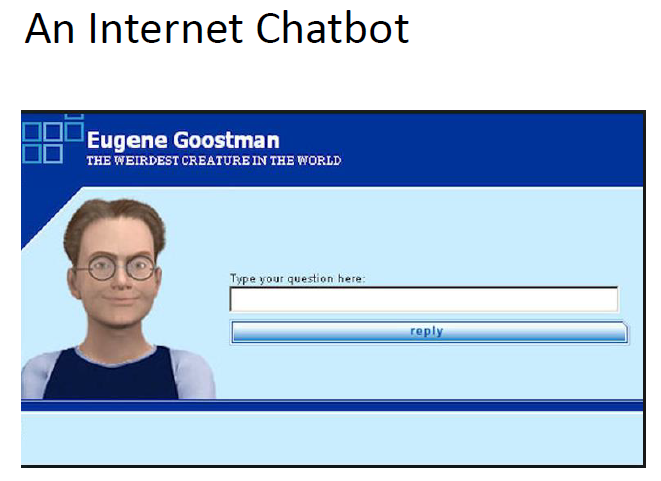 An Internet Chatbot
Eugene Goostman
THE WEIRDEST CREATURE IN THE WORLD
Type your question here:
reply